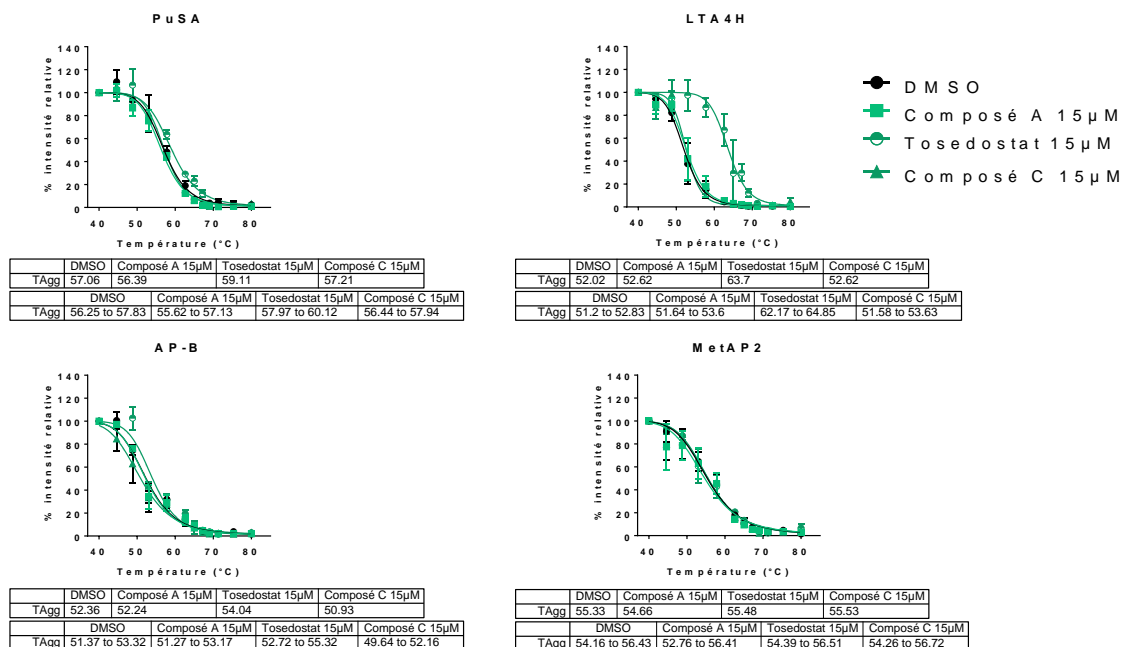 PuSA
% intensité relative
140
120
100
80
60
40
20
0
40 50 60 70 80
Température (°C)
DMSO Composé A 15µM Tosedostat 15µM Composé C 15µM
TAgg 57.06 56.39 59.11 57.21
DMSO Composé A 15µM Tosedostat 15µM Composé C 15µM
TAgg 56.25 to 57.83 55.62 to 57.13 57.97 to 60.12 56.44 to 57.94
LTA4H
% intensité relative
140
120
100
80
60
40
20
0
40 50 60 70 80
Température (°C)
DMSO
Composé A 15µM
Tosedostat 15µM
Composé C 15µM
DMSO Composé A 15µM Tosedostat 15µM Composé C 15µM
TAgg 52.02 52.62 63.7 52.62
DMSO Composé A 15µM Tosedostat 15µM Composé C 15µM
TAgg 51.2 to 52.83 51.64 to 53.6 62.17 to 64.85 51.58 to 53.63
AP-B
% intensité relative
140
120
100
80
60
40
20
0
40 50 60 70 80
Température (°C)
DMSO Composé A 15µM Tosedostat 15µM Composé C 15µM
TAgg 52.36 52.24 54.04 50.93
DMSO Composé A 15µM Tosedostat 15µM Composé C 15µM
TAgg 51.37 to 53.32 51.27 to 53.17 52.72 to 55.32 49.64 to 52.16
MetAP2
% intensité relative
140
120
100
80
60
40
20
0
40 50 60 70 80
Température (°C)
DMSO Composé A 15µM Tosedostat 15µM Composé C 15µM
TAgg 55.33 54.66 55.48 55.53
DMSO Composé A 15µM Tosedostat 15µM Composé C 15µM
TAgg 54.16 to 56.43 52.76 to 56.41 54.39 to 56.51 54.26 to 56.72